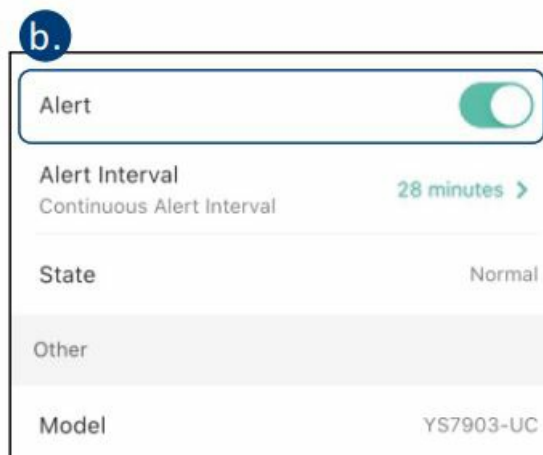 b.
Alert
Alert Interval
Continuous Alert Interval
28 minutes >
State
Normal
Other
Model
YS7903-UC